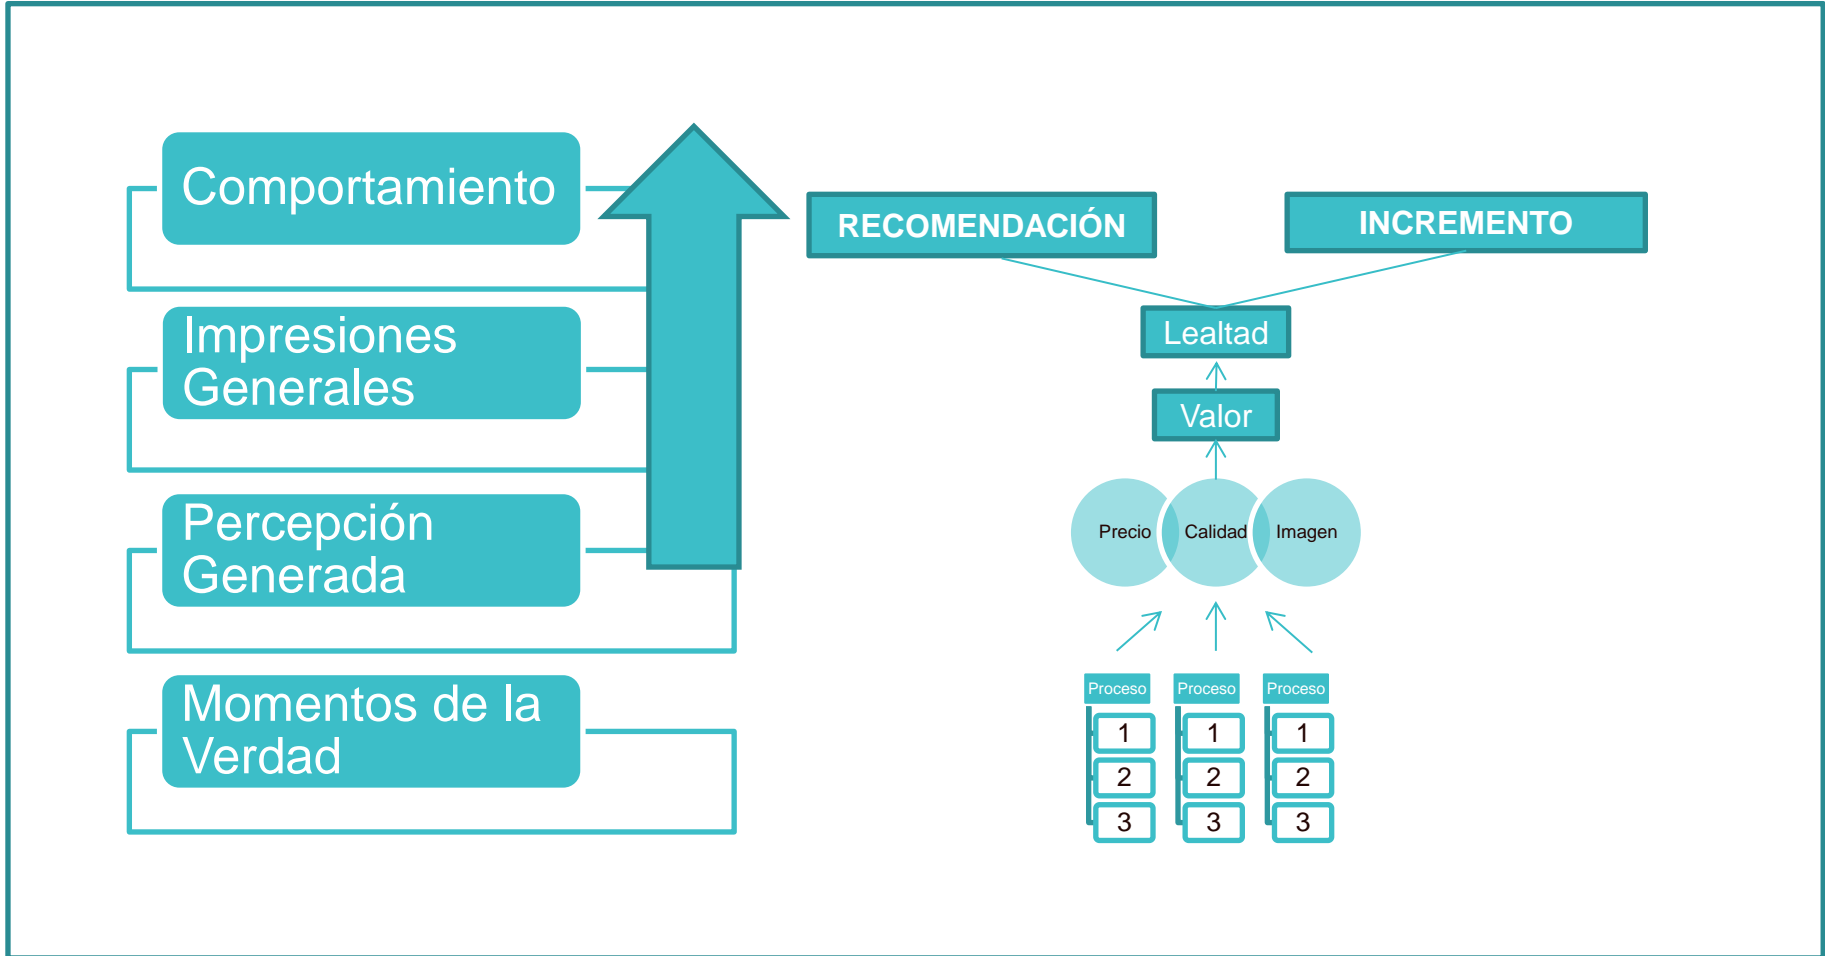 Comportamiento
Impresiones
Generales
Percepción
Generada
Momentos de la
Verdad
RECOMENDACIÓN
INCREMENTO
Lealtad
Valor
Precio
Calidad
Imagen
Proceso
1
2
3
Proceso
1
2
3
Proceso
1
2
3